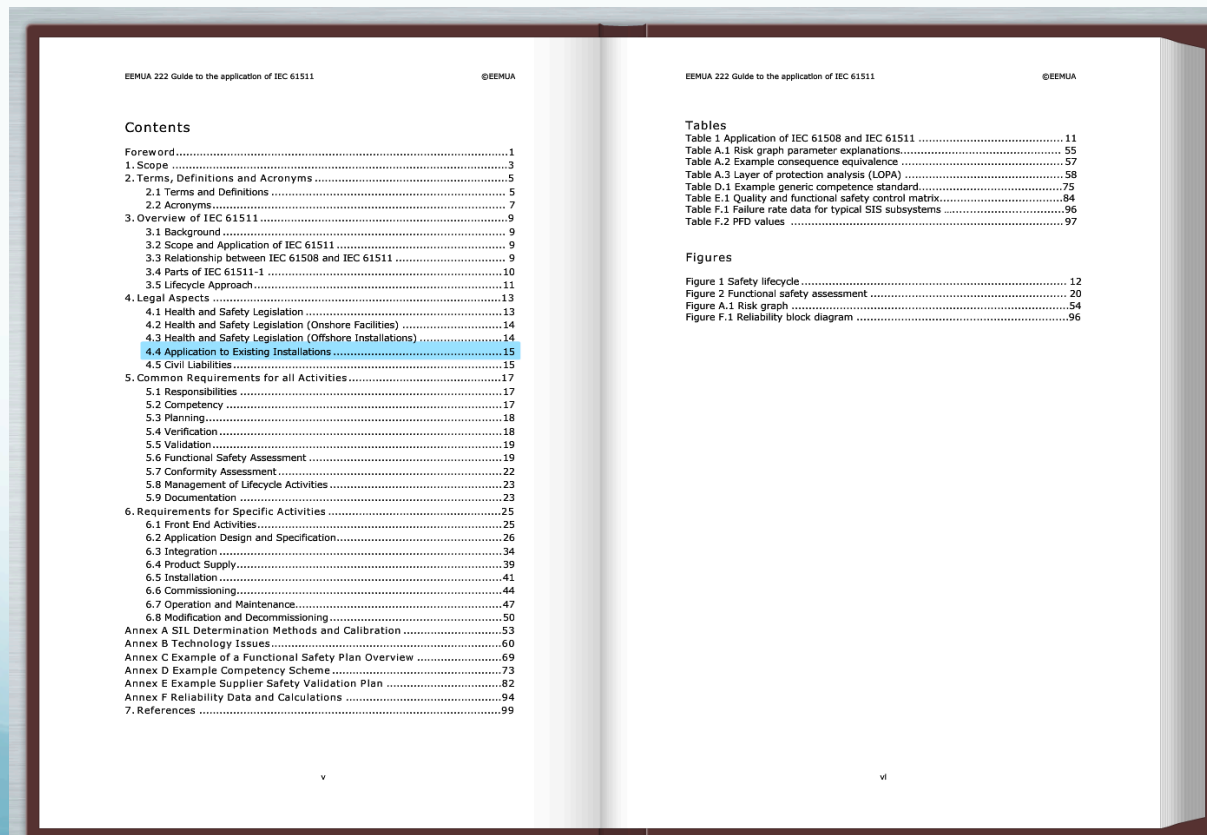 EEMUA 222 Guide to the application of IEC 61511 ©EEMUA
Contents
Foreword.....1
1. Scope .....3
2. Terms, Definitions and Acronyms .....5
2.1 Terms and Definitions ..... 5
2.2 Acronyms ..... 7
3. Overview of IEC 61511.....9
3.1 Background ..... 9
3.2 Scope and Application of IEC 61511 ..... 9
3.3 Relationship between IEC 61508 and IEC 61511 ..... 9
3.4 Parts of IEC 61511-1 .....10
3.5 Lifecycle Approach.....11
4. Legal Aspects .....13
4.1 Health and Safety Legislation .....13
4.2 Health and Safety Legislation (Onshore Facilities) .....14
4.3 Health and Safety Legislation (Offshore Installations) .....14
4.4 Application to Existing Installations .....15
4.5 Civil Liabilities.....15
5. Common Requirements for all Activities.....17
5.1 Responsibilities .....17
5.2 Competency .....17
5.3 Planning.....18
5.4 Verification.....18
5.5 Validation.....19
5.6 Functional Safety Assessment .....19
5.7 Conformity Assessment.....22
5.8 Management of Lifecycle Activities.....23
5.9 Documentation .....23
6. Requirements for Specific Activities .....25
6.1 Front End Activities.....25
6.2 Application Design and Specification.....26
6.3 Integration .....34
6.4 Product Supply.....39
6.5 Installation .....41
6.6 Commissioning.....44
6.7 Operation and Maintenance.....47
6.8 Modification and Decommissioning.....50
Annex A SIL Determination Methods and Calibration .....53
Annex B Technology Issues.....60
Annex C Example of a Functional Safety Plan Overview .....69
Annex D Example Competency Scheme.....73
Annex E Example Supplier Safety Validation Plan .....82
Annex F Reliability Data and Calculations .....94
7. References .....99
v
EEMUA 222 Guide to the application of IEC 61511 ©EEMUA
Tables
Table 1 Application of IEC 61508 and IEC 61511 ..... 11
Table A.1 Risk graph parameter explanations..... 55
Table A.2 Example consequence equivalence ..... 57
Table A.3 Layer of protection analysis (LOPA) ..... 58
Table D.1 Example generic competence standard.....75
Table E.1 Quality and functional safety control matrix.....84
Table F.1 Failure rate data for typical SIS subsystems .....96
Table F.2 PFD values ..... 97
Figures
Figure 1 Safety lifecycle..... 12
Figure 2 Functional safety assessment ..... 20
Figure A.1 Risk graph ..... 54
Figure F.1 Reliability block diagram .....96
vi